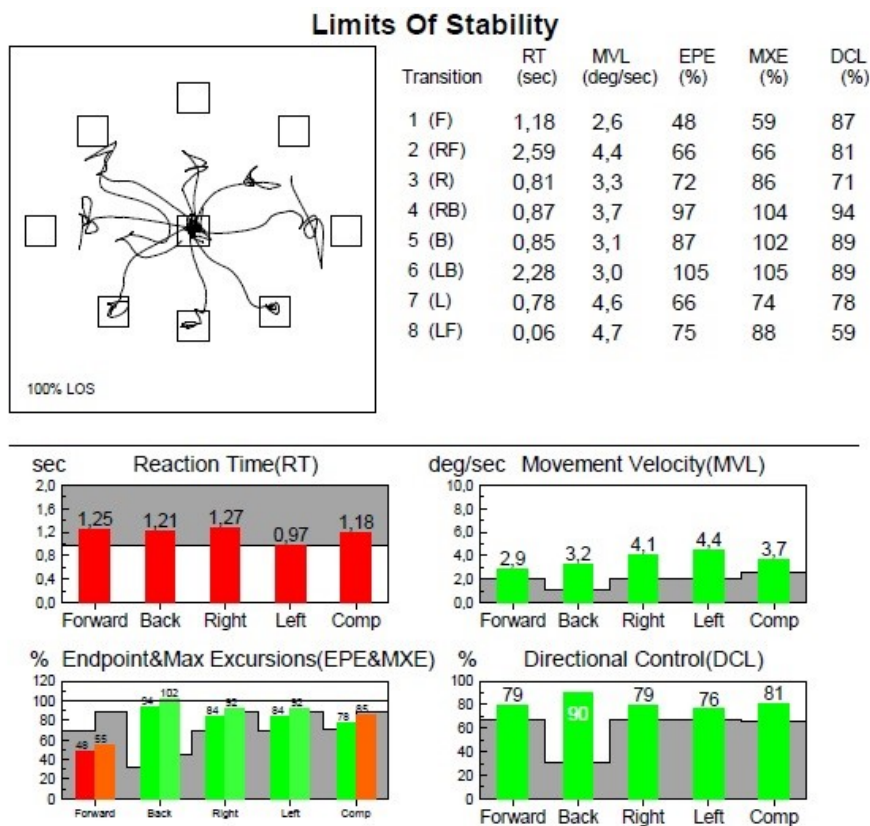 Limits Of Stability
Transition RT (sec) MVL (deg/sec) EPE (%) MXE (%) DCL (%)
1 (F) 1,18 2,6 48 59 87
2 (RF) 2,59 4,4 66 66 81
3 (R) 0,81 3,3 72 86 71
4 (RB) 0,87 3,7 97 104 94
5 (B) 0,85 3,1 87 102 89
6 (LB) 2,28 3,0 105 105 89
7 (L) 0,78 4,6 66 74 78
8 (LF) 0,06 4,7 75 88 59
100% LOS
sec Reaction Time(RT)
2,0
1,6
1,2
0,8
0,4
0,0
1,25 1,21 1,27 0,97 1,18
Forward Back Right Left Comp
deg/sec Movement Velocity(MVL)
10,0
8,0
6,0
4,0
2,0
0,0
2,9 3,2 4,1 4,4 3,7
Forward Back Right Left Comp
% Endpoint&Max Excursions(EPE&MXE)
120
100
80
60
40
20
0
48 55 94 102 84 92 84 92 78 85
Forward Back Right Left Comp
% Directional Control(DCL)
100
80
60
40
20
0
79 90 79 76 81
Forward Back Right Left Comp